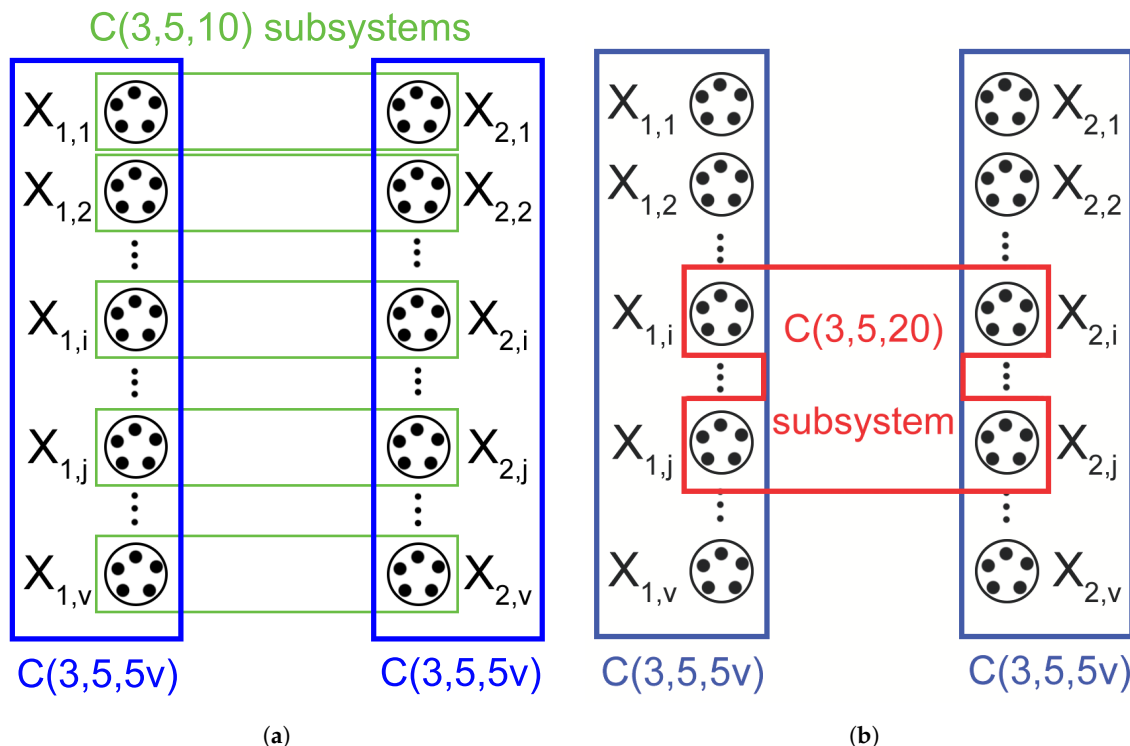 C(3,5,10) subsystems
X1,1
X2,1
X1,2
X2,2
X1,i
X2,i
X1,j
X2,j
X1,v
X2,v
C(3,5,5v)
C(3,5,5v)
(a)
X1,1
X2,1
X1,2
X2,2
X1,i
C(3,5,20)
X2,i
subsystem
X1,j
X2,j
X1,v
X2,v
C(3,5,5v)
C(3,5,5v)
(b)